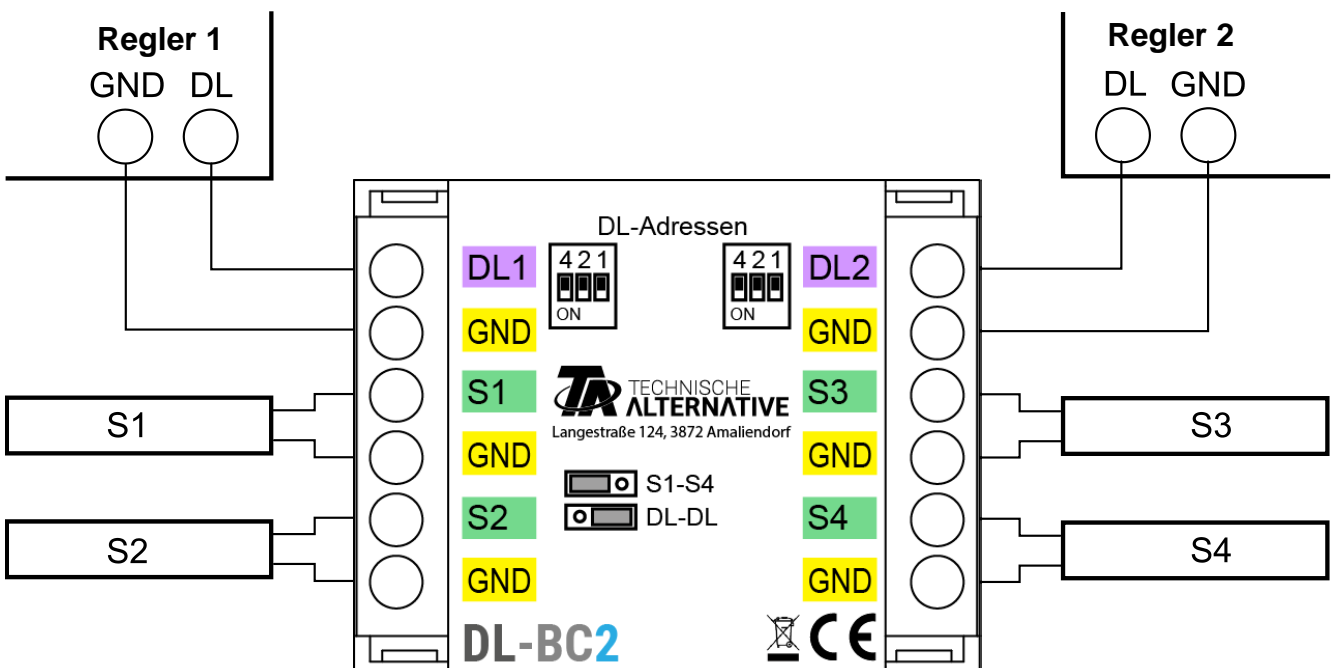 Regler 1
GND DL
Regler 2
DL GND
DL-Adressen
DL1
4 2 1
ON
4 2 1
ON
DL2
GND
GND
S1
TA TECHNISCHE
ALTERNATIVE
Langestraße 124, 3872 Amaliendorf
S3
S1
S3
GND
GND
S1-S4
S2
DL-DL
S4
S2
S4
GND
GND
DL-BC2
CE